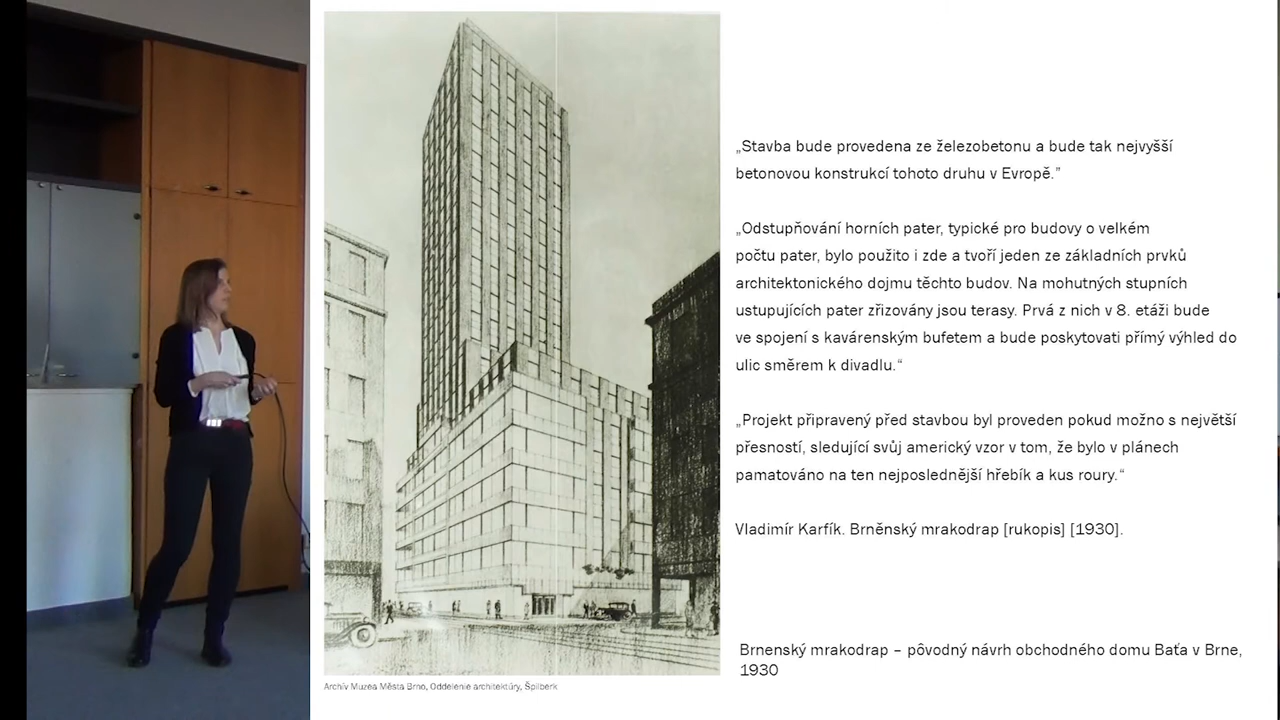 „Stavba bude provedena ze železobetonu a bude tak nejvyšší
betonovou konstrukcí tohoto druhu v Evropě.”
„Odstupňování horních pater, typické pro budovy o velkém
počtu pater, bylo použito i zde a tvoří jeden ze základních prvků
architektonického dojmu těchto budov. Na mohutných stupních
ustupujících pater zřizovány jsou terasy. Prvá z nich v 8. etáži bude
ve spojení s kavárenským bufetem a bude poskytovati přímý výhled do
ulic směrem k divadlu.“
„Projekt připravený před stavbou byl proveden pokud možno s největší
přesností, sledující svůj americký vzor v tom, že bylo v plánech
pamatováno na ten nejposlednější hřebík a kus roury.“
Vladimír Karfík. Brněnský mrakodrap [rukopis] [1930].
Brnenský mrakodrap – pôvodný návrh obchodného domu Baťa v Brne,
1930
Archív Muzea Města Brno, Oddelenie architektúry, Špilberk